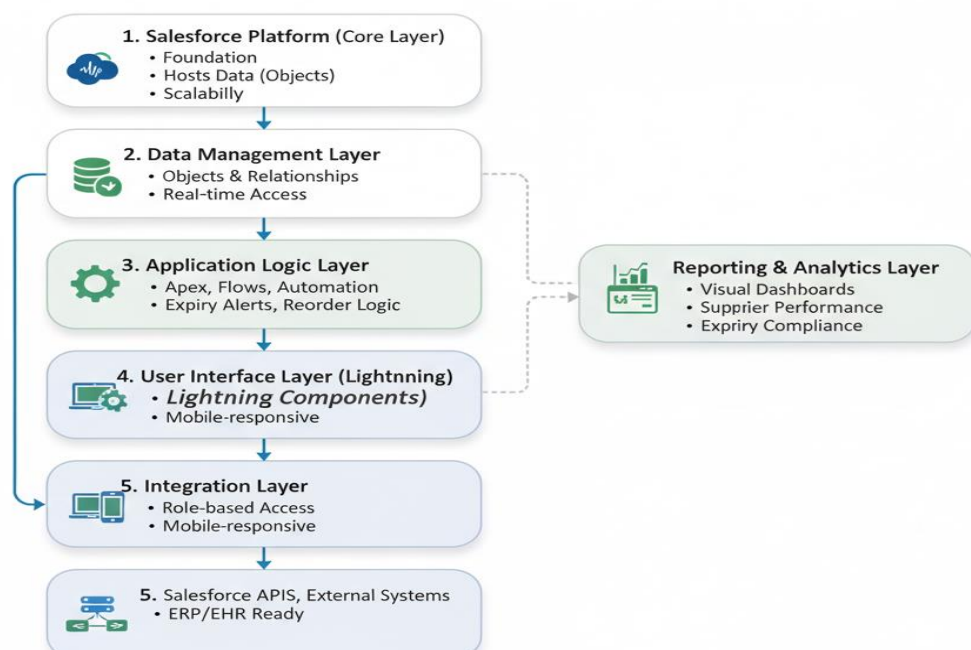 1. Salesforce Platform (Core Layer)
• Foundation
• Hosts Data (Objects)
• Scalabilly
2. Data Management Layer
• Objects & Relationships
• Real-time Access
3. Application Logic Layer
• Apex, Flows, Automation
• Expiry Alerts, Reorder Logic
4. User Interface Layer (Lightnning)
• Lightning Components)
• Mobile-responsive
5. Integration Layer
• Role-based Access
• Mobile-responsive
5. Salesforce APIS, External Systems
• ERP/EHR Ready
Reporting & Analytics Layer
• Visual Dashboards
• Supprier Performance
• Expriry Compliance